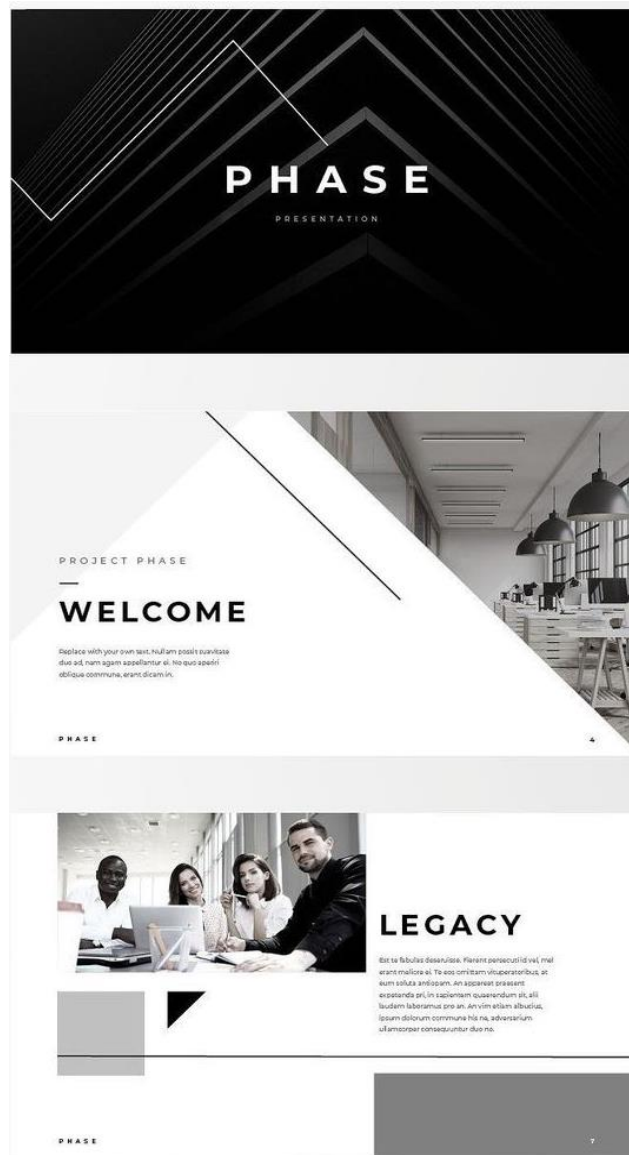 PHASE
PRESENTATION
PROJECT PHASE
WELCOME
Replace with your own text. Nullam possit suavitate
duo ad, nam agam appellantur ei. No quo aperiri
oblique commune, erant dicam in.
PHASE
4
LEGACY
Est te fabulas deseruisse. Fierent persecuti id vel, mel
erant meliore ei. Te eos omittam vituperatoribus, at
eum soluta antiopam. An appareat praesent
expetenda pri, in sapientem quaerendum sit, alii
laudem laboramus pro an. An vim etiam albucius,
ipsum dolorum commune his na, adversarium
ullamcorper consequuntur duo no.
PHASE
7